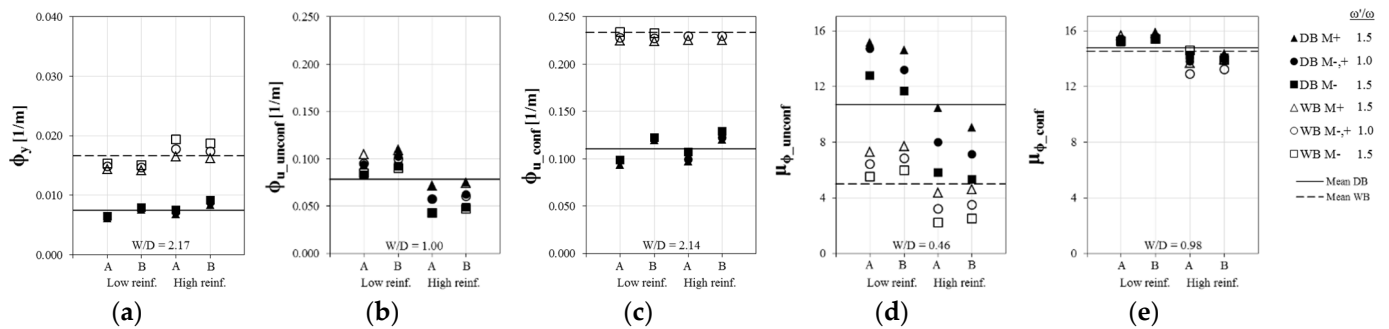 ϕy [1/m]
0.040
0.030
0.020
0.010
0.000
W/D = 2.17
A B A B
Low reinf. High reinf.
(a)
ϕu_unconf [1/m]
0.250
0.200
0.150
0.100
0.050
0.000
W/D = 1.00
A B A B
Low reinf. High reinf.
(b)
ϕu_conf [1/m]
0.250
0.200
0.150
0.100
0.050
0.000
W/D = 2.14
A B A B
Low reinf. High reinf.
(c)
μϕ_unconf
16
12
8
4
0
W/D = 0.46
A B A B
Low reinf. High reinf.
(d)
μϕ_conf
16
12
8
4
0
W/D = 0.98
A B A B
Low reinf. High reinf.
(e)
ω'/ω
DB M+ 1.5
DB M-,+ 1.0
DB M- 1.5
WB M+ 1.5
WB M-,+ 1.0
WB M- 1.5
Mean DB
Mean WB